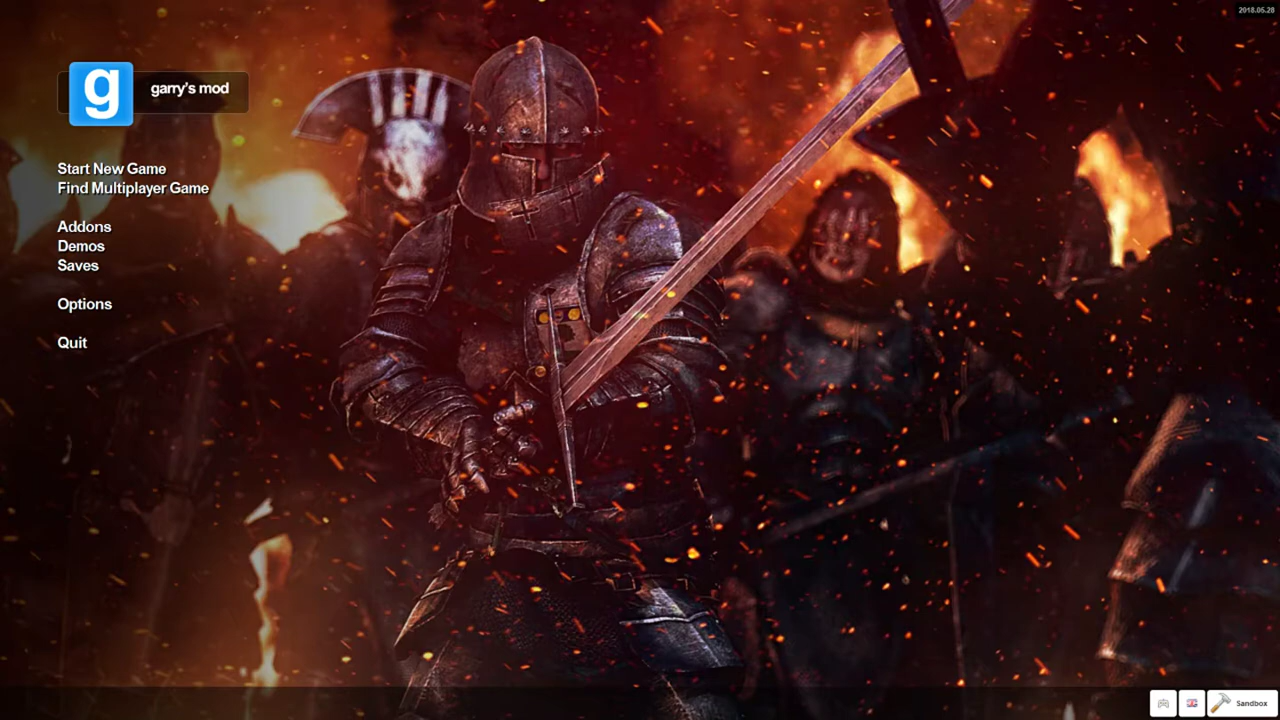 2018.05.28
g
garry's mod
Start New Game
Find Multiplayer Game
Addons
Demos
Saves
Options
Quit
Sandbox